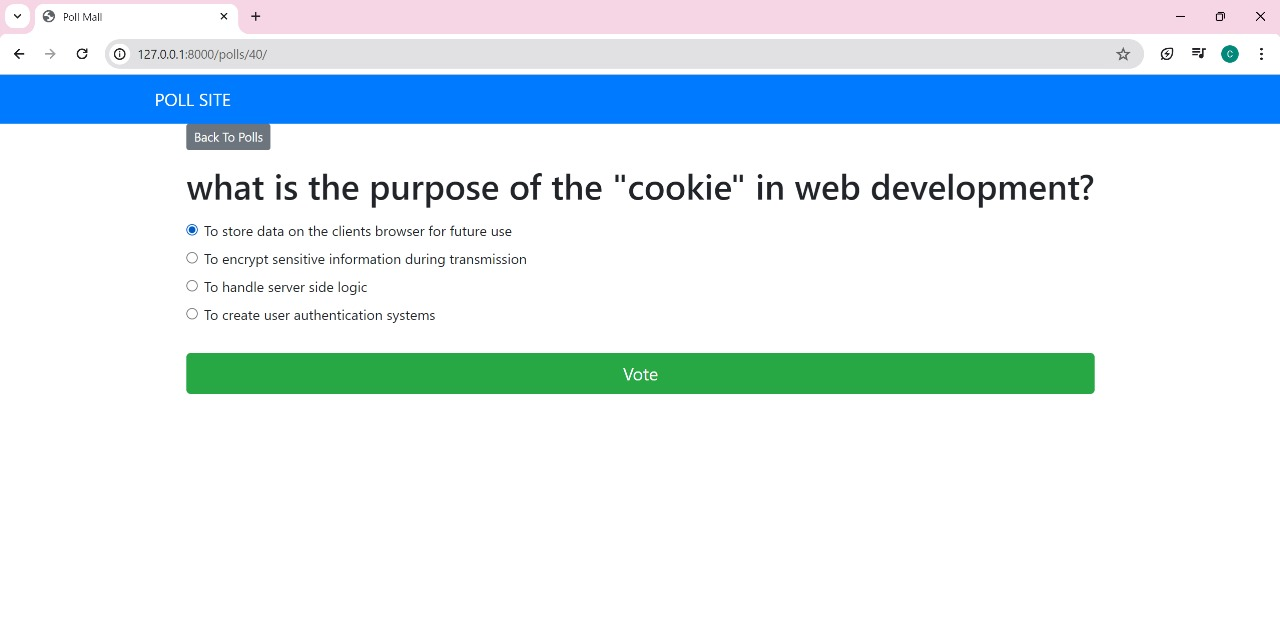 Poll Mall
127.0.0.1:8000/polls/40/
C
POLL SITE
Back To Polls
what is the purpose of the "cookie" in web development?
To store data on the clients browser for future use
To encrypt sensitive information during transmission
To handle server side logic
To create user authentication systems
Vote